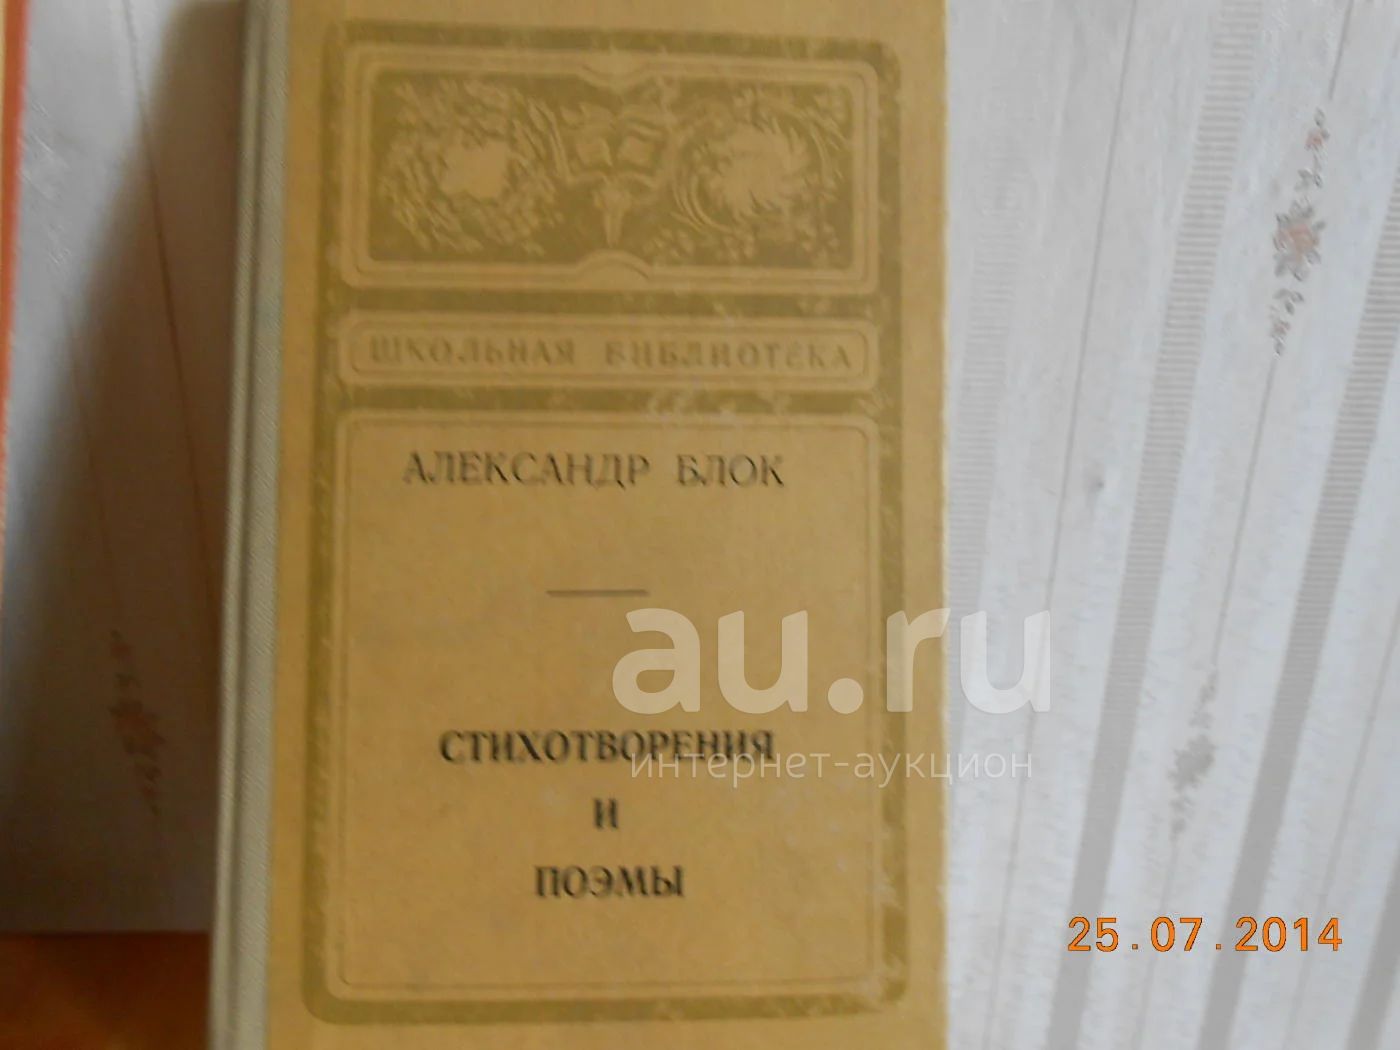 ШКОЛЬНАЯ БИБЛИОТЕКА
АЛЕКСАНДР БЛОК
au.ru
СТИХОТВОРЕНИЯ
интернет-аукцион
И
ПОЭМЫ
25.07.2014